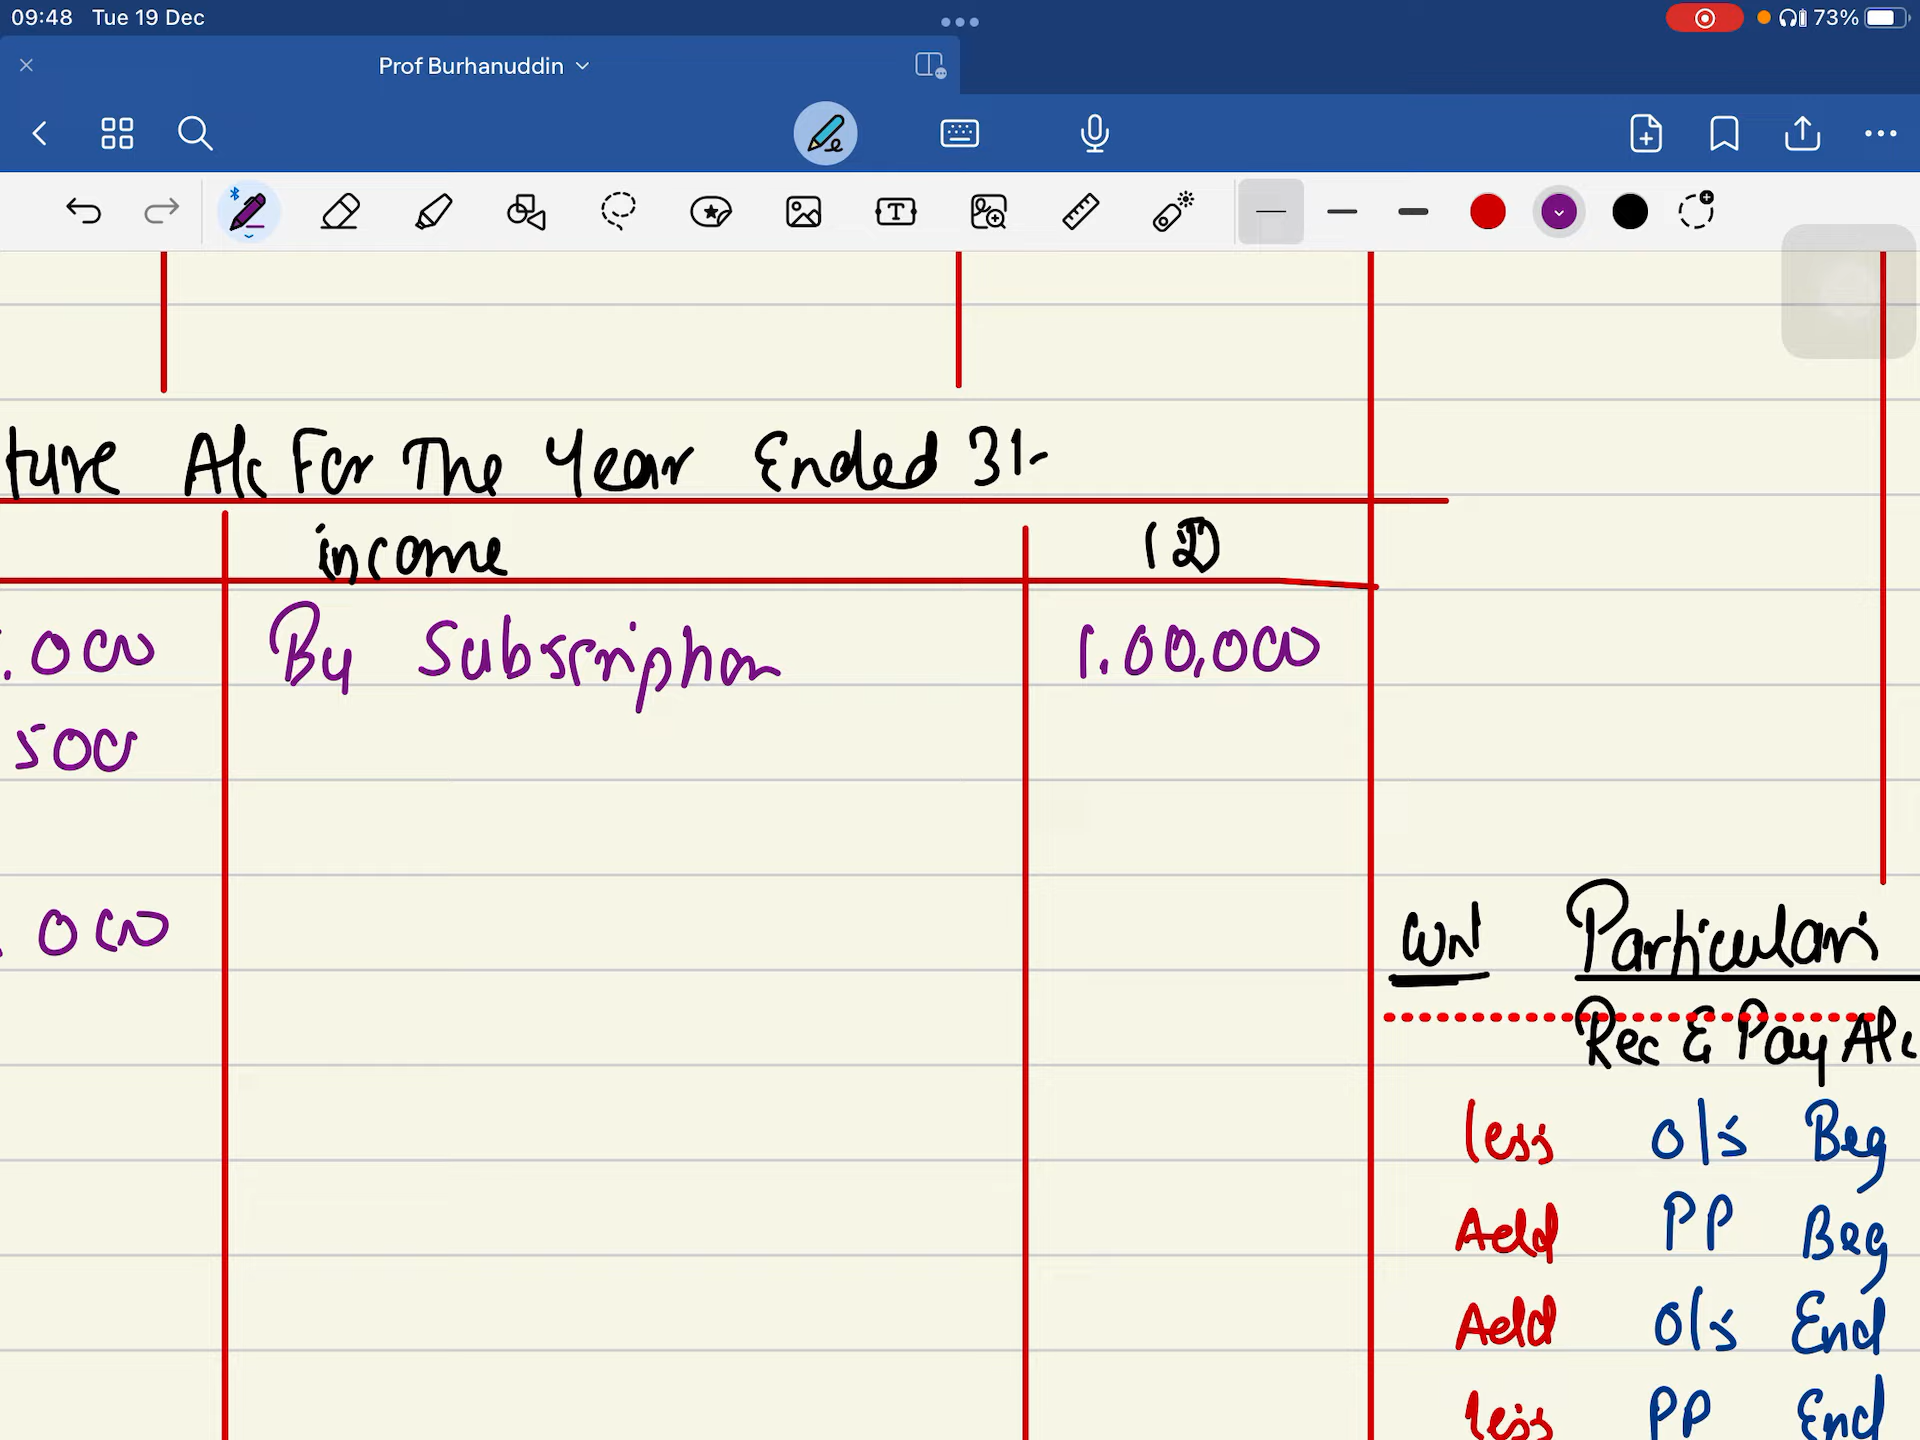 09:48 Tue 19 Dec
73%
Prof Burhanuddin
ture A/c For The Year Ended 31-
income
By Subscription 1,00,000
.000
500
.000
WN1 Particulars
Rec & Pay A/c
less o/s Beg
Add PP Beg
Add o/s End
less PP End